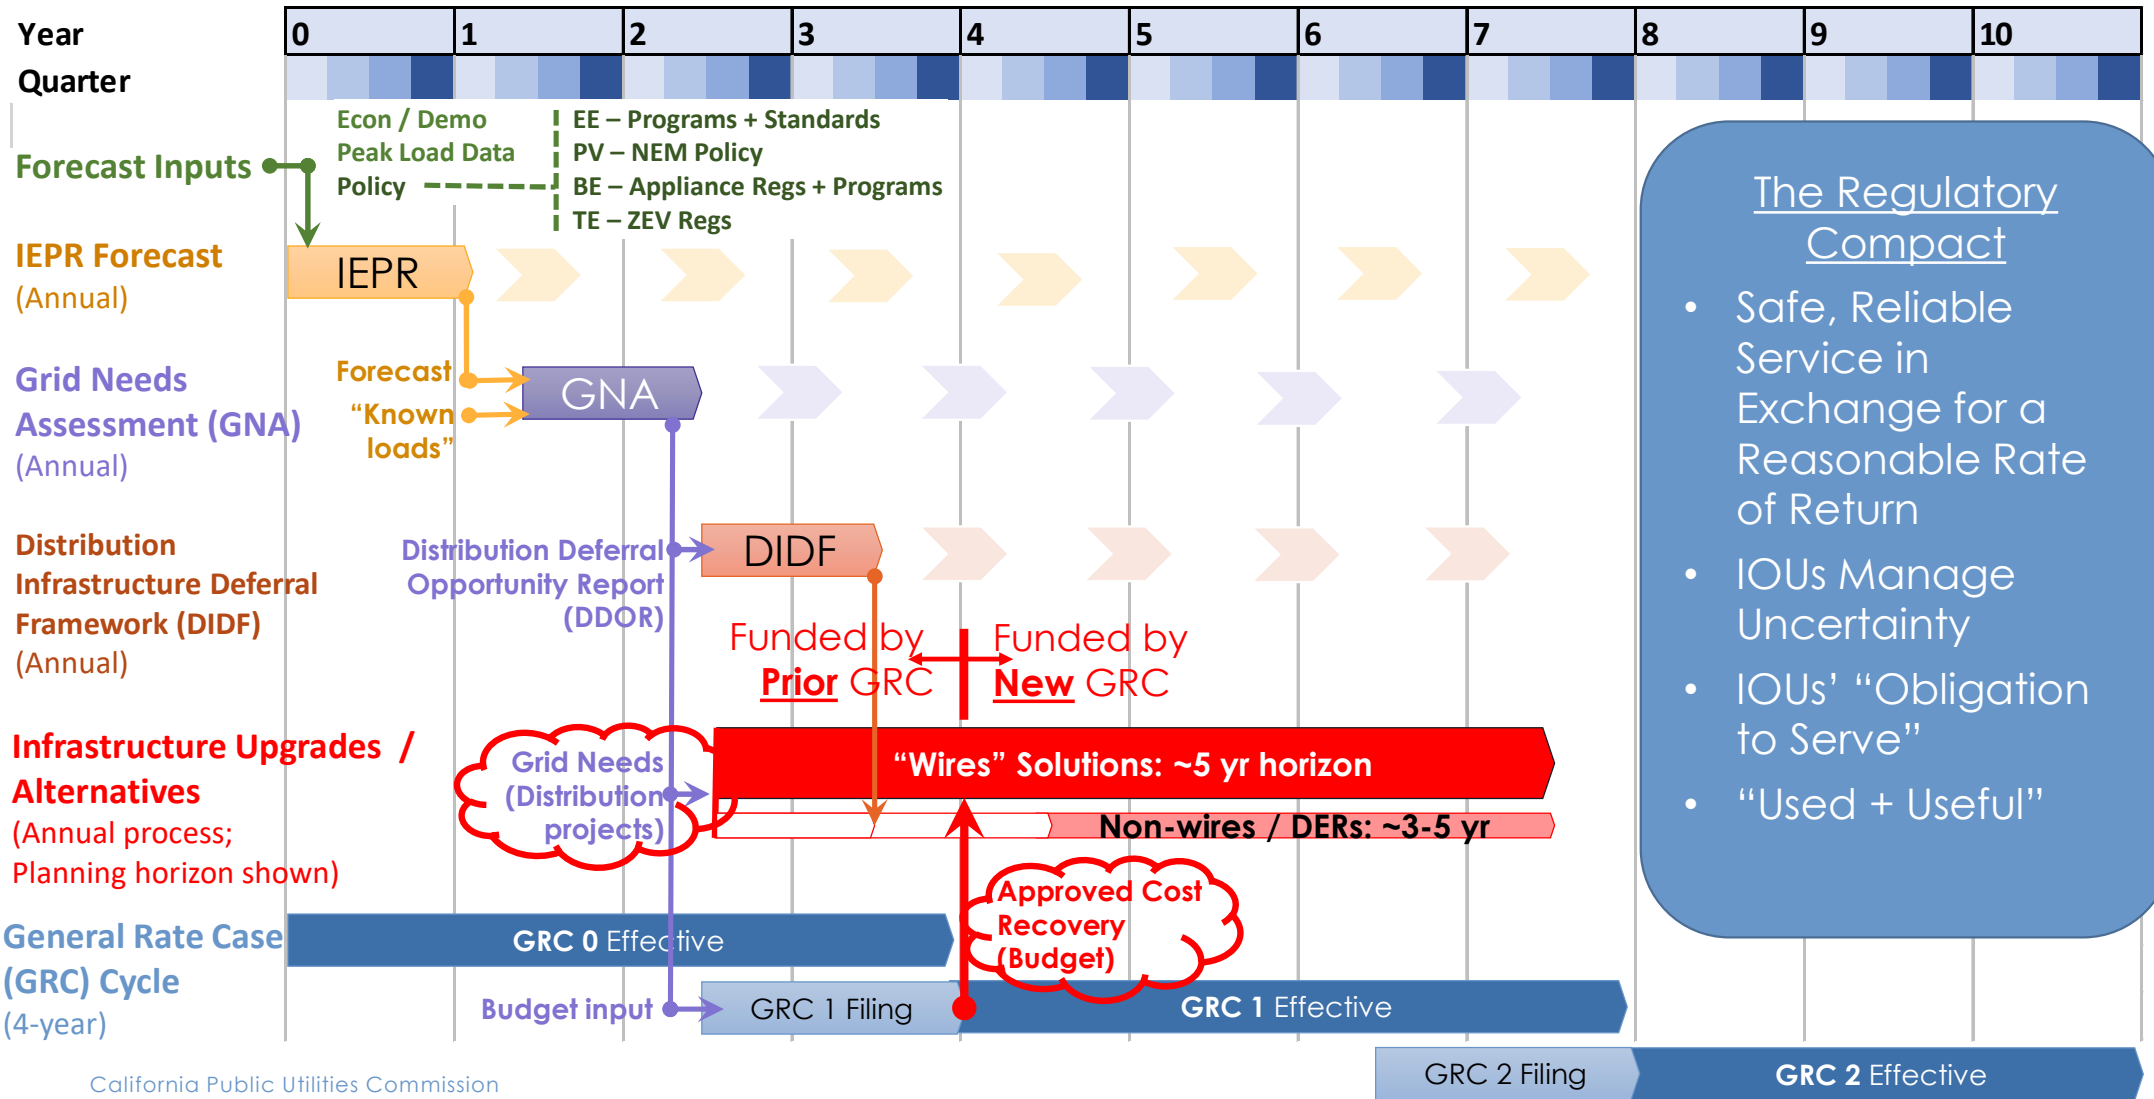 Year
0 1 2 3 4 5 6 7 8 9 10
Quarter
Forecast Inputs
Econ / Demo
Peak Load Data
Policy
EE – Programs + Standards
PV – NEM Policy
BE – Appliance Regs + Programs
TE – ZEV Regs
IEPR Forecast
(Annual)
IEPR
Grid Needs
Assessment (GNA)
(Annual)
Forecast
“Known
loads”
GNA
Distribution
Infrastructure Deferral
Framework (DIDF)
(Annual)
Distribution Deferral
Opportunity Report
(DDOR)
DIDF
Funded by
Prior GRC
Funded by
New GRC
Infrastructure Upgrades /
Alternatives
(Annual process;
Planning horizon shown)
Grid Needs
(Distribution
projects)
“Wires” Solutions: ~5 yr horizon
Non-wires / DERs: ~3-5 yr
Approved Cost
Recovery
(Budget)
General Rate Case
(GRC) Cycle
(4-year)
GRC 0 Effective
Budget input
GRC 1 Filing
GRC 1 Effective
GRC 2 Filing
GRC 2 Effective
The Regulatory
Compact
• Safe, Reliable
Service in
Exchange for a
Reasonable Rate
of Return
• IOUs Manage
Uncertainty
• IOUs’ “Obligation
to Serve”
• “Used + Useful”
California Public Utilities Commission